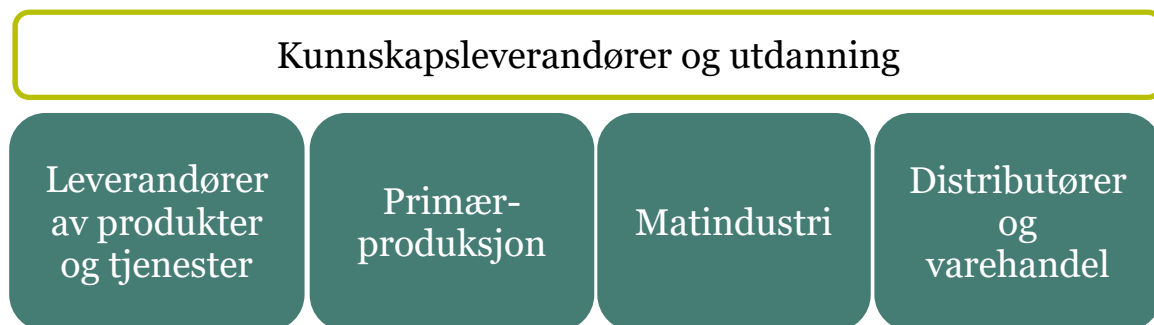 Kunnskapsleverandører og utdanning
Leverandører
av produkter
og tjenester
Primær-
produksjon
Matindustri
Distributører
og
varehandel